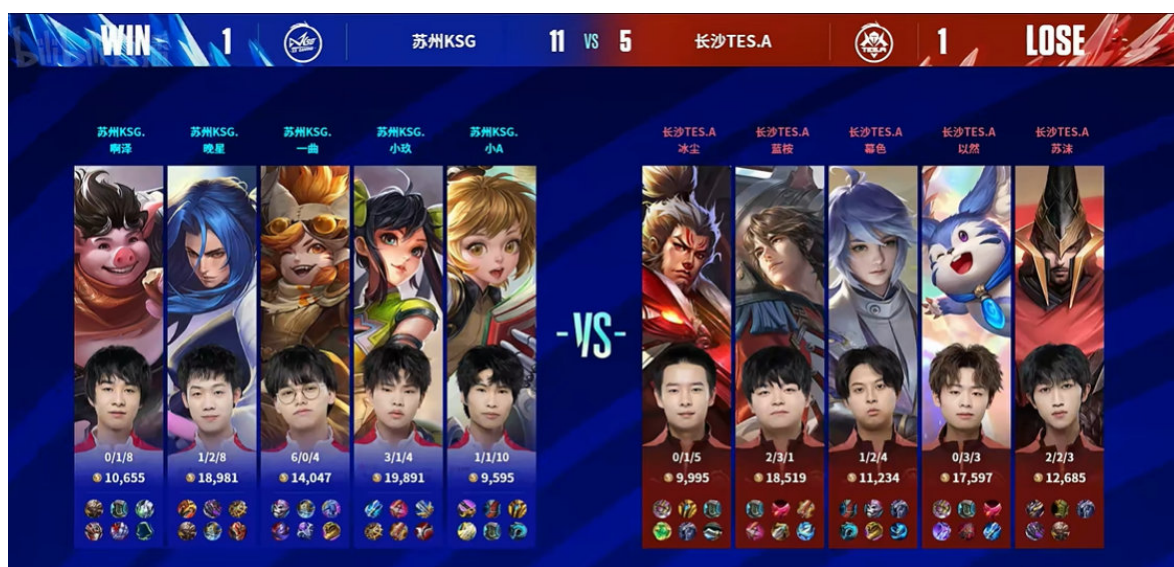 bilibili
WIN 1 苏州KSG 11 VS 5 长沙TES.A TES.A 1 LOSE
苏州KSG. 苏州KSG. 苏州KSG. 苏州KSG. 苏州KSG. 长沙TES.A 长沙TES.A 长沙TES.A 长沙TES.A 长沙TES.A
啊泽 晚星 一曲 小玖 小A 冰尘 蓝桉 暮色 以然 苏沫
-VS-
0/1/8 1/2/8 6/0/4 3/1/4 1/1/10 0/1/5 2/3/1 1/2/4 0/3/3 2/2/3
10,655 18,981 14,047 19,891 9,595 9,995 18,519 11,234 17,597 12,685